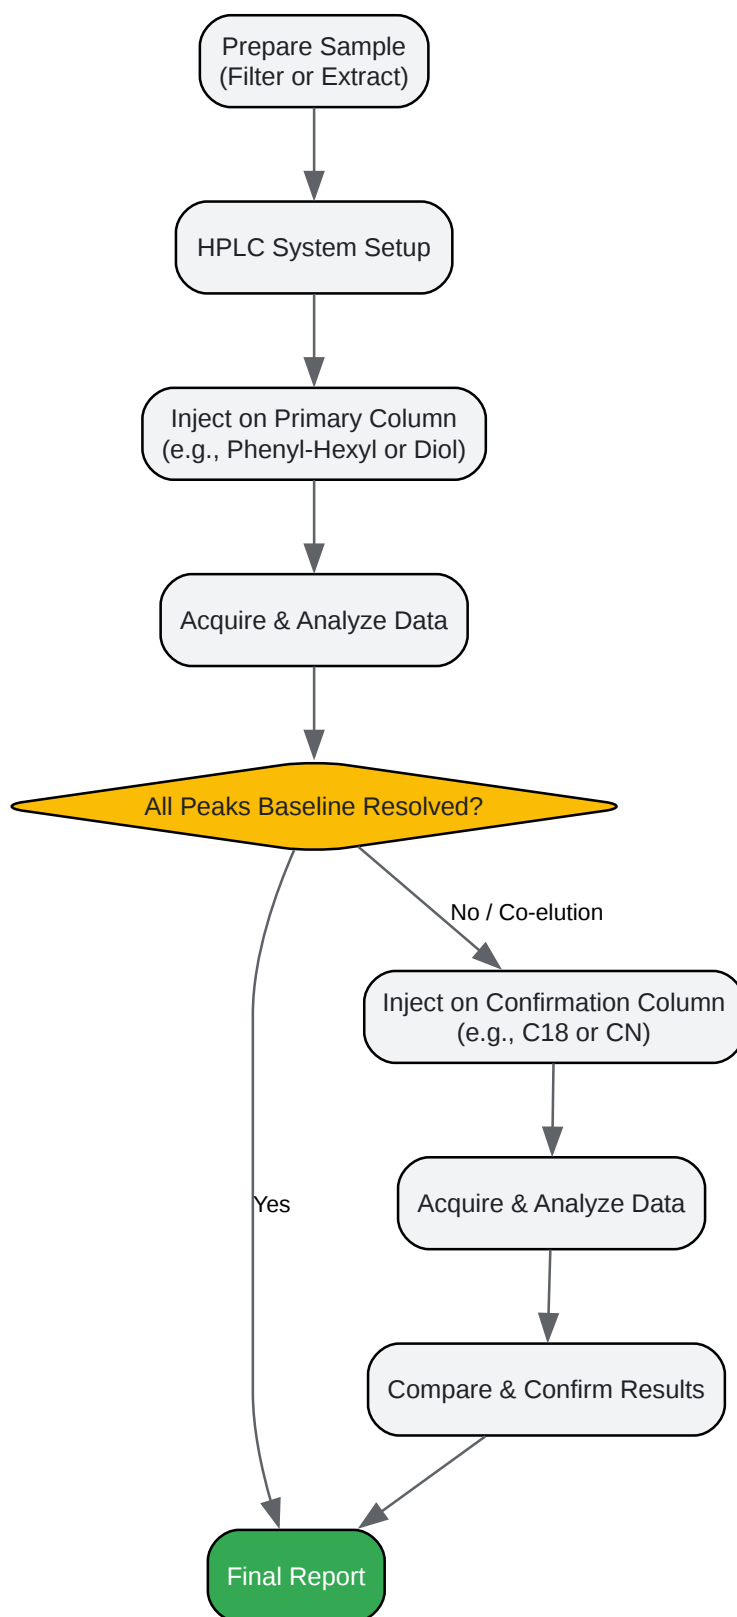 Prepare Sample
(Filter or Extract)
HPLC System Setup
Inject on Primary Column
(e.g., Phenyl-Hexyl or Diol)
Acquire & Analyze Data
All Peaks Baseline Resolved?
No / Co-elution
Inject on Confirmation Column
(e.g., C18 or CN)
Yes
Acquire & Analyze Data
Compare & Confirm Results
Final Report